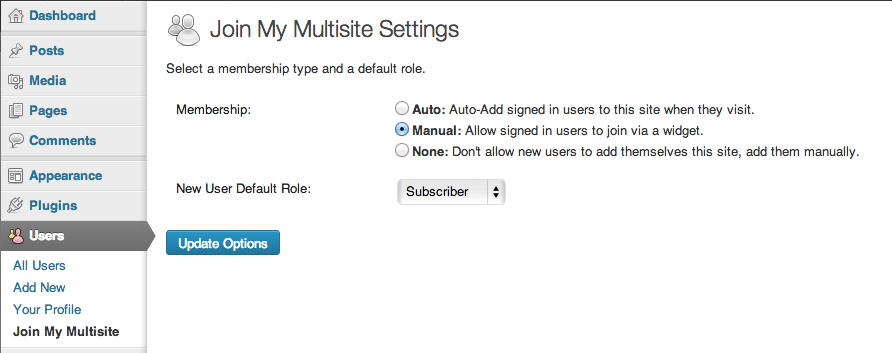 Dashboard
Posts
Media
Pages
Comments
Appearance
Plugins
Users
All Users
Add New
Your Profile
Join My Multisite
Join My Multisite Settings
Select a membership type and a default role.
Membership:
Auto: Auto-Add signed in users to this site when they visit.
Manual: Allow signed in users to join via a widget.
None: Don't allow new users to add themselves this site, add them manually.
New User Default Role:
Subscriber
Update Options